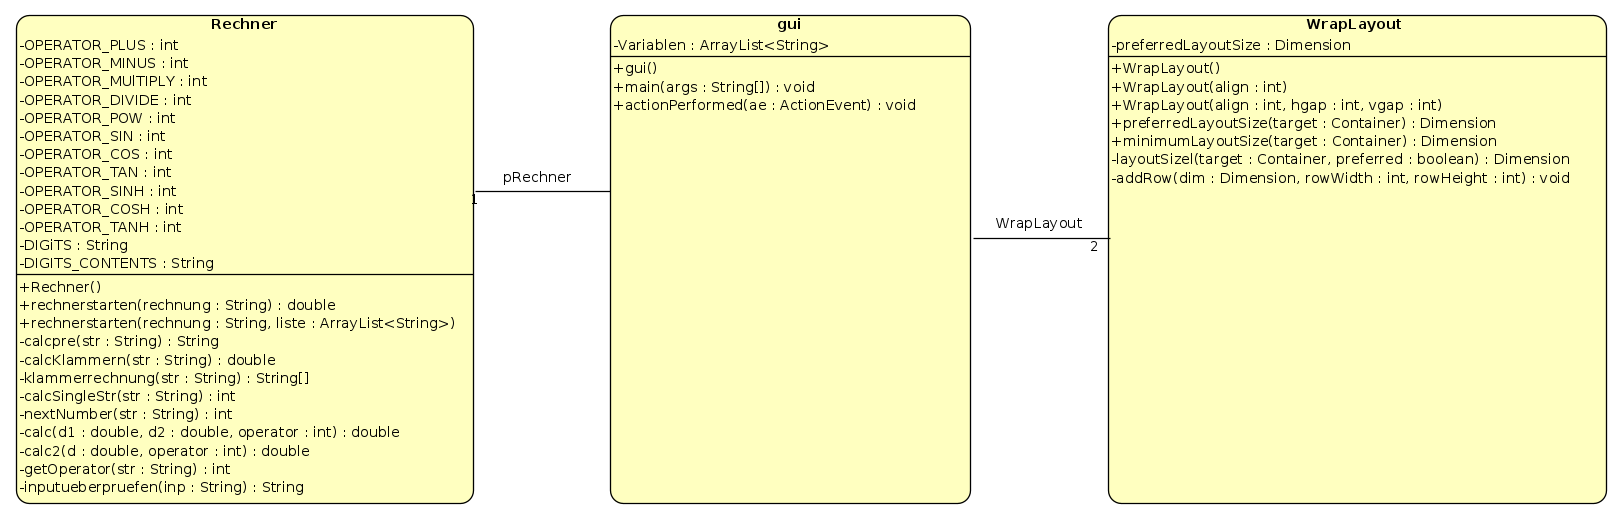 Rechner
-OPERATOR_PLUS : int
-OPERATOR_MINUS : int
-OPERATOR_MUlTIPLY : int
-OPERATOR_DIVIDE : int
-OPERATOR_POW : int
-OPERATOR_SIN : int
-OPERATOR_COS : int
-OPERATOR_TAN : int
-OPERATOR_SINH : int
-OPERATOR_COSH : int
-OPERATOR_TANH : int
-DIGiTS : String
-DIGITS_CONTENTS : String
+Rechner()
+rechnerstarten(rechnung : String) : double
+rechnerstarten(rechnung : String, liste : ArrayList<String>)
-calcpre(str : String) : String
-calcKlammern(str : String) : double
-klammerrechnung(str : String) : String[]
-calcSingleStr(str : String) : int
-nextNumber(str : String) : int
-calc(d1 : double, d2 : double, operator : int) : double
-calc2(d : double, operator : int) : double
-getOperator(str : String) : int
-inputueberpruefen(inp : String) : String
pRechner
1
gui
-Variablen : ArrayList<String>
+gui()
+main(args : String[]) : void
+actionPerformed(ae : ActionEvent) : void
WrapLayout
2
WrapLayout
-preferredLayoutSize : Dimension
+WrapLayout()
+WrapLayout(align : int)
+WrapLayout(align : int, hgap : int, vgap : int)
+preferredLayoutSize(target : Container) : Dimension
+minimumLayoutSize(target : Container) : Dimension
-layoutSizel(target : Container, preferred : boolean) : Dimension
-addRow(dim : Dimension, rowWidth : int, rowHeight : int) : void